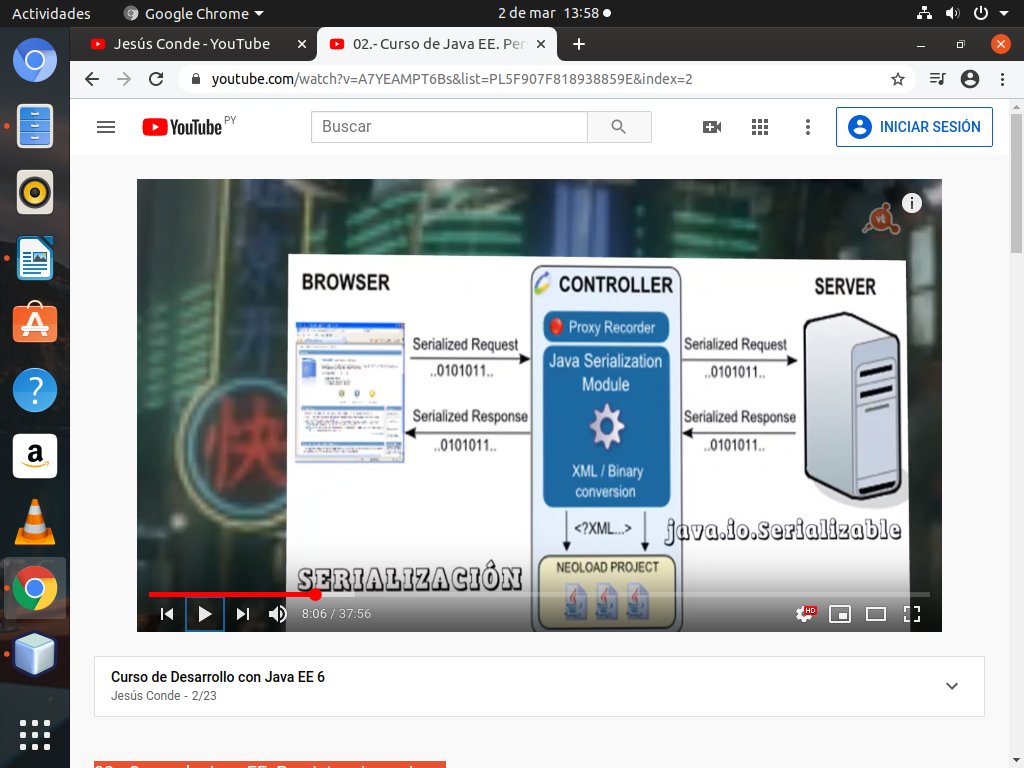 Actividades
Google Chrome
2 de mar 13:58
Jesús Conde - YouTube
02.- Curso de Java EE. Per
youtube.com/watch?v=A7YEAMPT6Bs&list=PL5F907F818938859E&index=2
YouTube PY
Buscar
INICIAR SESIÓN
vt
BROWSER
CONTROLLER
SERVER
Proxy Recorder
Serialized Request
..0101011..
Java Serialization
Module
Serialized Request
..0101011..
Serialized Response
..0101011..
Serialized Response
..0101011..
XML / Binary
conversion
快
<?XML...>
java.io.Serializable
NEOLOAD PROJECT
SERIALIZACIÓN
8:06 / 37:56
HD
Curso de Desarrollo con Java EE 6
Jesús Conde - 2/23